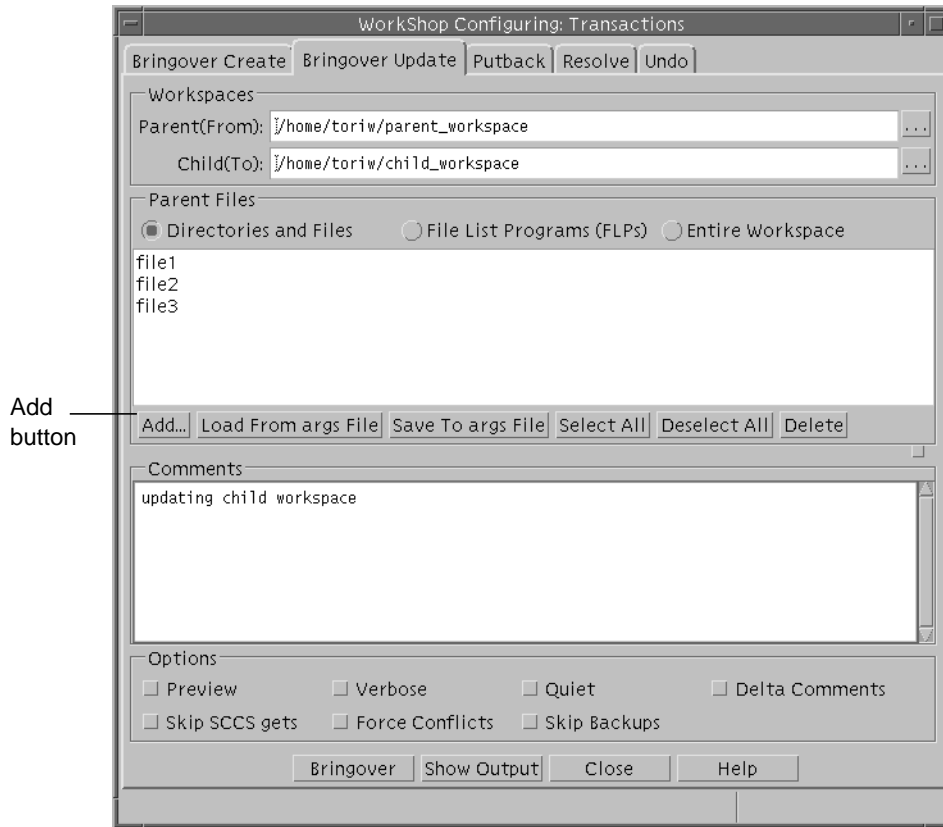 WorkShop Configuring: Transactions
Bringover Create Bringover Update Putback Resolve Undo
Workspaces
Parent(From): /home/toriw/parent_workspace ...
Child(To): /home/toriw/child_workspace ...
Parent Files
Directories and Files File List Programs (FLPs) Entire Workspace
file1
file2
file3
Add
button
Add... Load From args File Save To args File Select All Deselect All Delete
Comments
updating child workspace
Options
Preview Verbose Quiet Delta Comments
Skip SCCS gets Force Conflicts Skip Backups
Bringover Show Output Close Help